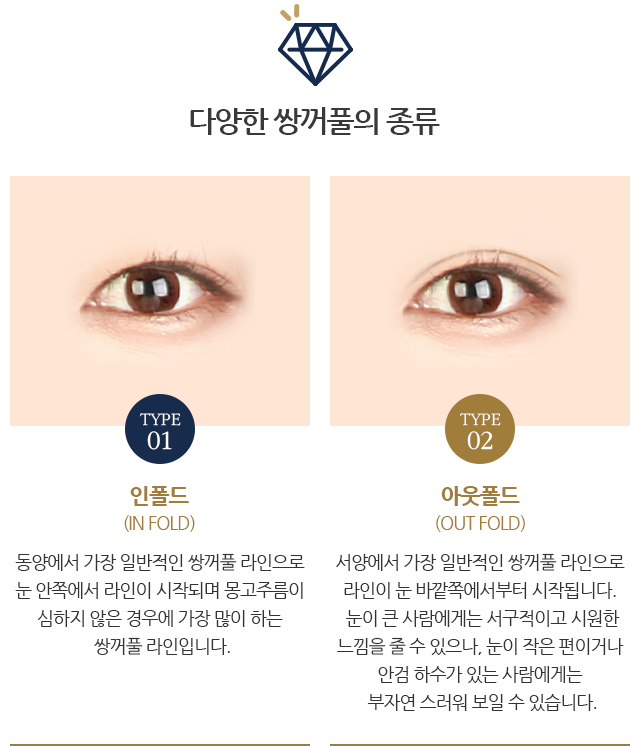 다양한 쌍꺼풀의 종류
TYPE
01
인폴드
(IN FOLD)
동양에서 가장 일반적인 쌍꺼풀 라인으로
눈 안쪽에서 라인이 시작되며 몽고주름이
심하지 않은 경우에 가장 많이 하는
쌍꺼풀 라인입니다.
TYPE
02
아웃폴드
(OUT FOLD)
서양에서 가장 일반적인 쌍꺼풀 라인으로
라인이 눈 바깥쪽에서부터 시작됩니다.
눈이 큰 사람에게는 서구적이고 시원한
느낌을 줄 수 있으나, 눈이 작은 편이거나
안검 하수가 있는 사람에게는
부자연 스러워 보일 수 있습니다.